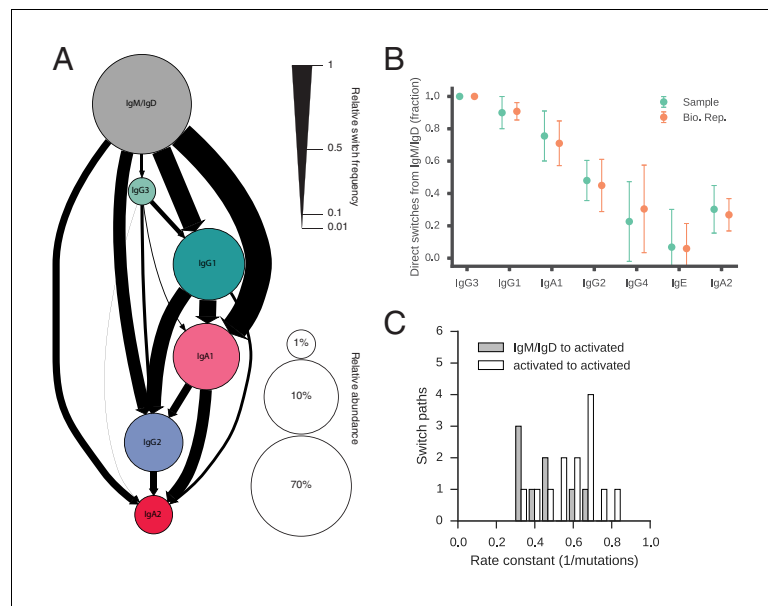 A
IgM/IgD
IgG3
IgG1
IgA1
IgG2
IgA2
1
0.5
0.1
0.01
Relative switch frequency
1%
10%
70%
Relative abundance
B
Direct switches from IgM/IgD (fraction)
1.0
0.8
0.6
0.4
0.2
0.0
Sample
Bio. Rep.
IgG3 IgG1 IgA1 IgG2 IgG4 IgE IgA2
C
Switch paths
6
5
4
3
2
1
0
IgM/IgD to activated
activated to activated
0.0 0.2 0.4 0.6 0.8 1.0
Rate constant (1/mutations)